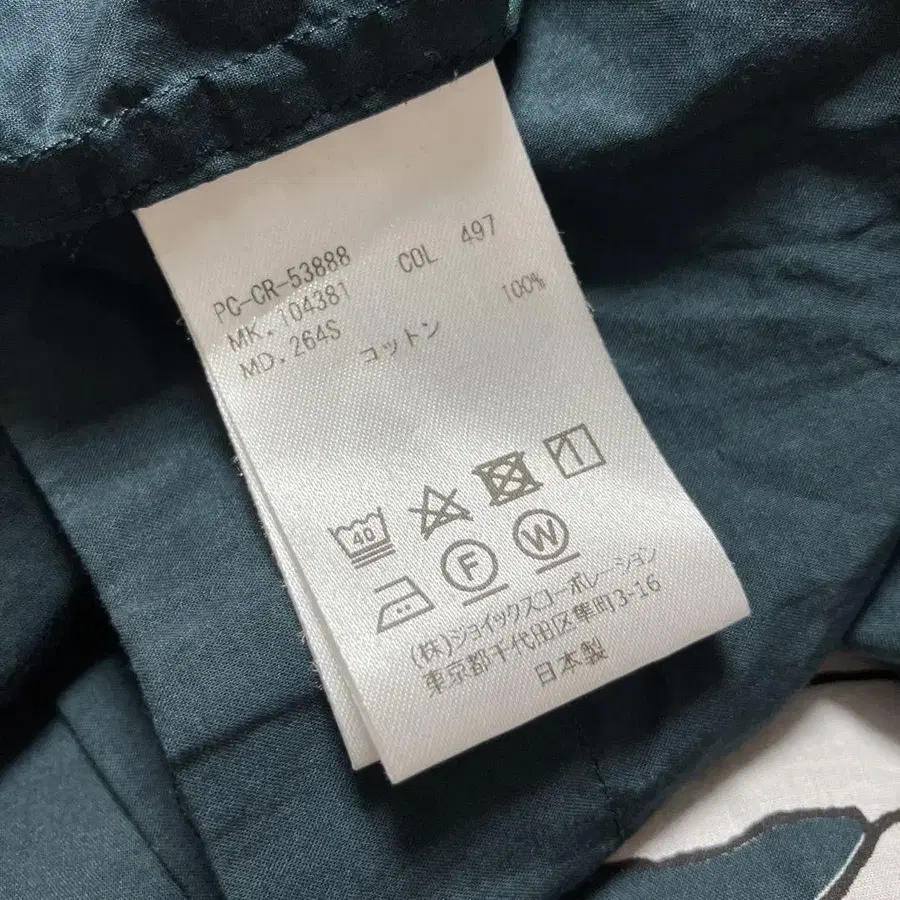 PC-CR-53888 COL 497
MK.104381
MD.264S
コットン 100%
40
F W
(株)ジョイックスコーポレーション
東京都千代田区隼町3-16
日本製